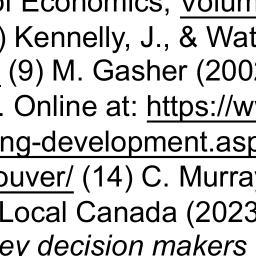 of Economics, Volum
) Kennelly, J., & Wat
(9) M. Gasher (2002
. Online at: https://w
ng-development.asp
ouver/ (14) C. Murray
Local Canada (2023
ey decision makers